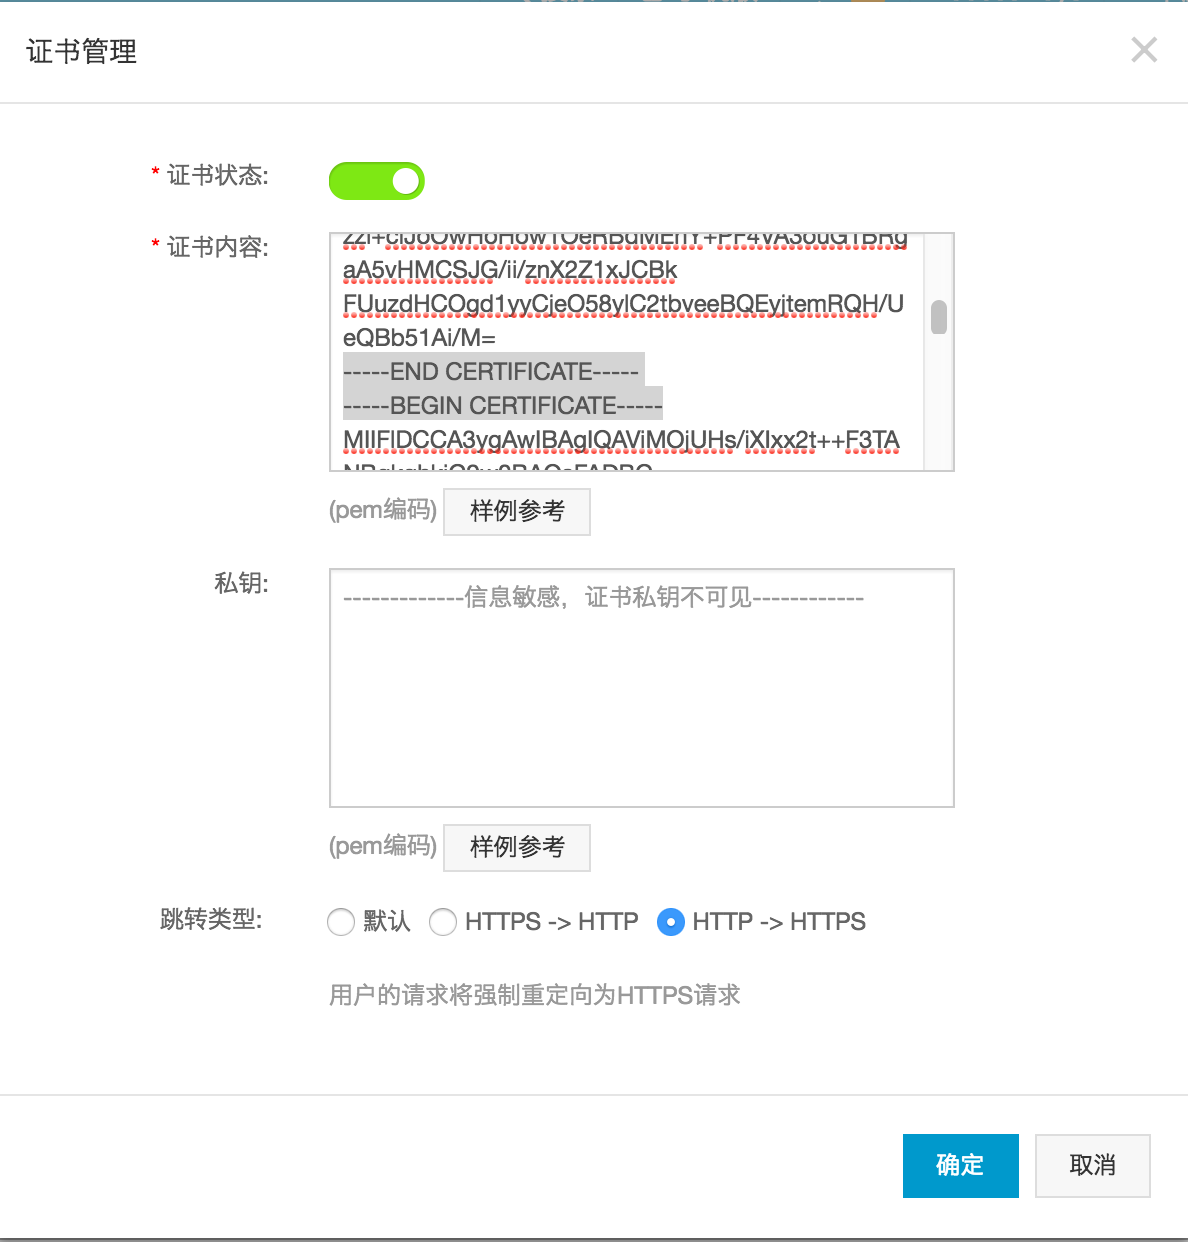 证书管理
* 证书状态:
* 证书内容:
aA5vHMCSJG/ii/znX2Z1xJCBk
FUuzdHCOgd1yyCjeO58ylC2tbveeBQEyjtemRQH/U
eQBb51Ai/M=
-----END CERTIFICATE-----
-----BEGIN CERTIFICATE-----
MIIFlDCCA3ygAwIBAgIQAViMOjUHs/iXIxx2t++F3TA
(pem编码) 样例参考
私钥:
-------------信息敏感，证书私钥不可见------------
(pem编码) 样例参考
跳转类型: 默认 HTTPS -> HTTP HTTP -> HTTPS
用户的请求将强制重定向为HTTPS请求
确定 取消